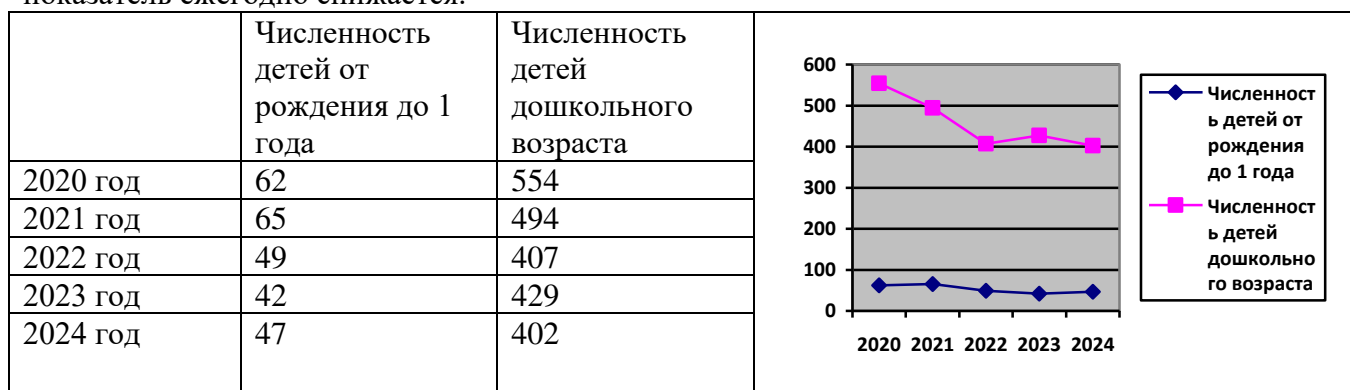 показатель ежегодно снижается.
Численность
детей от
рождения до 1
года
Численность
детей
дошкольного
возраста
2020 год
62
554
2021 год
65
494
2022 год
49
407
2023 год
42
429
2024 год
47
402
600
500
400
300
200
100
0
2020 2021 2022 2023 2024
Численност
ь детей от
рождения
до 1 года
Численност
ь детей
дошкольно
го возраста